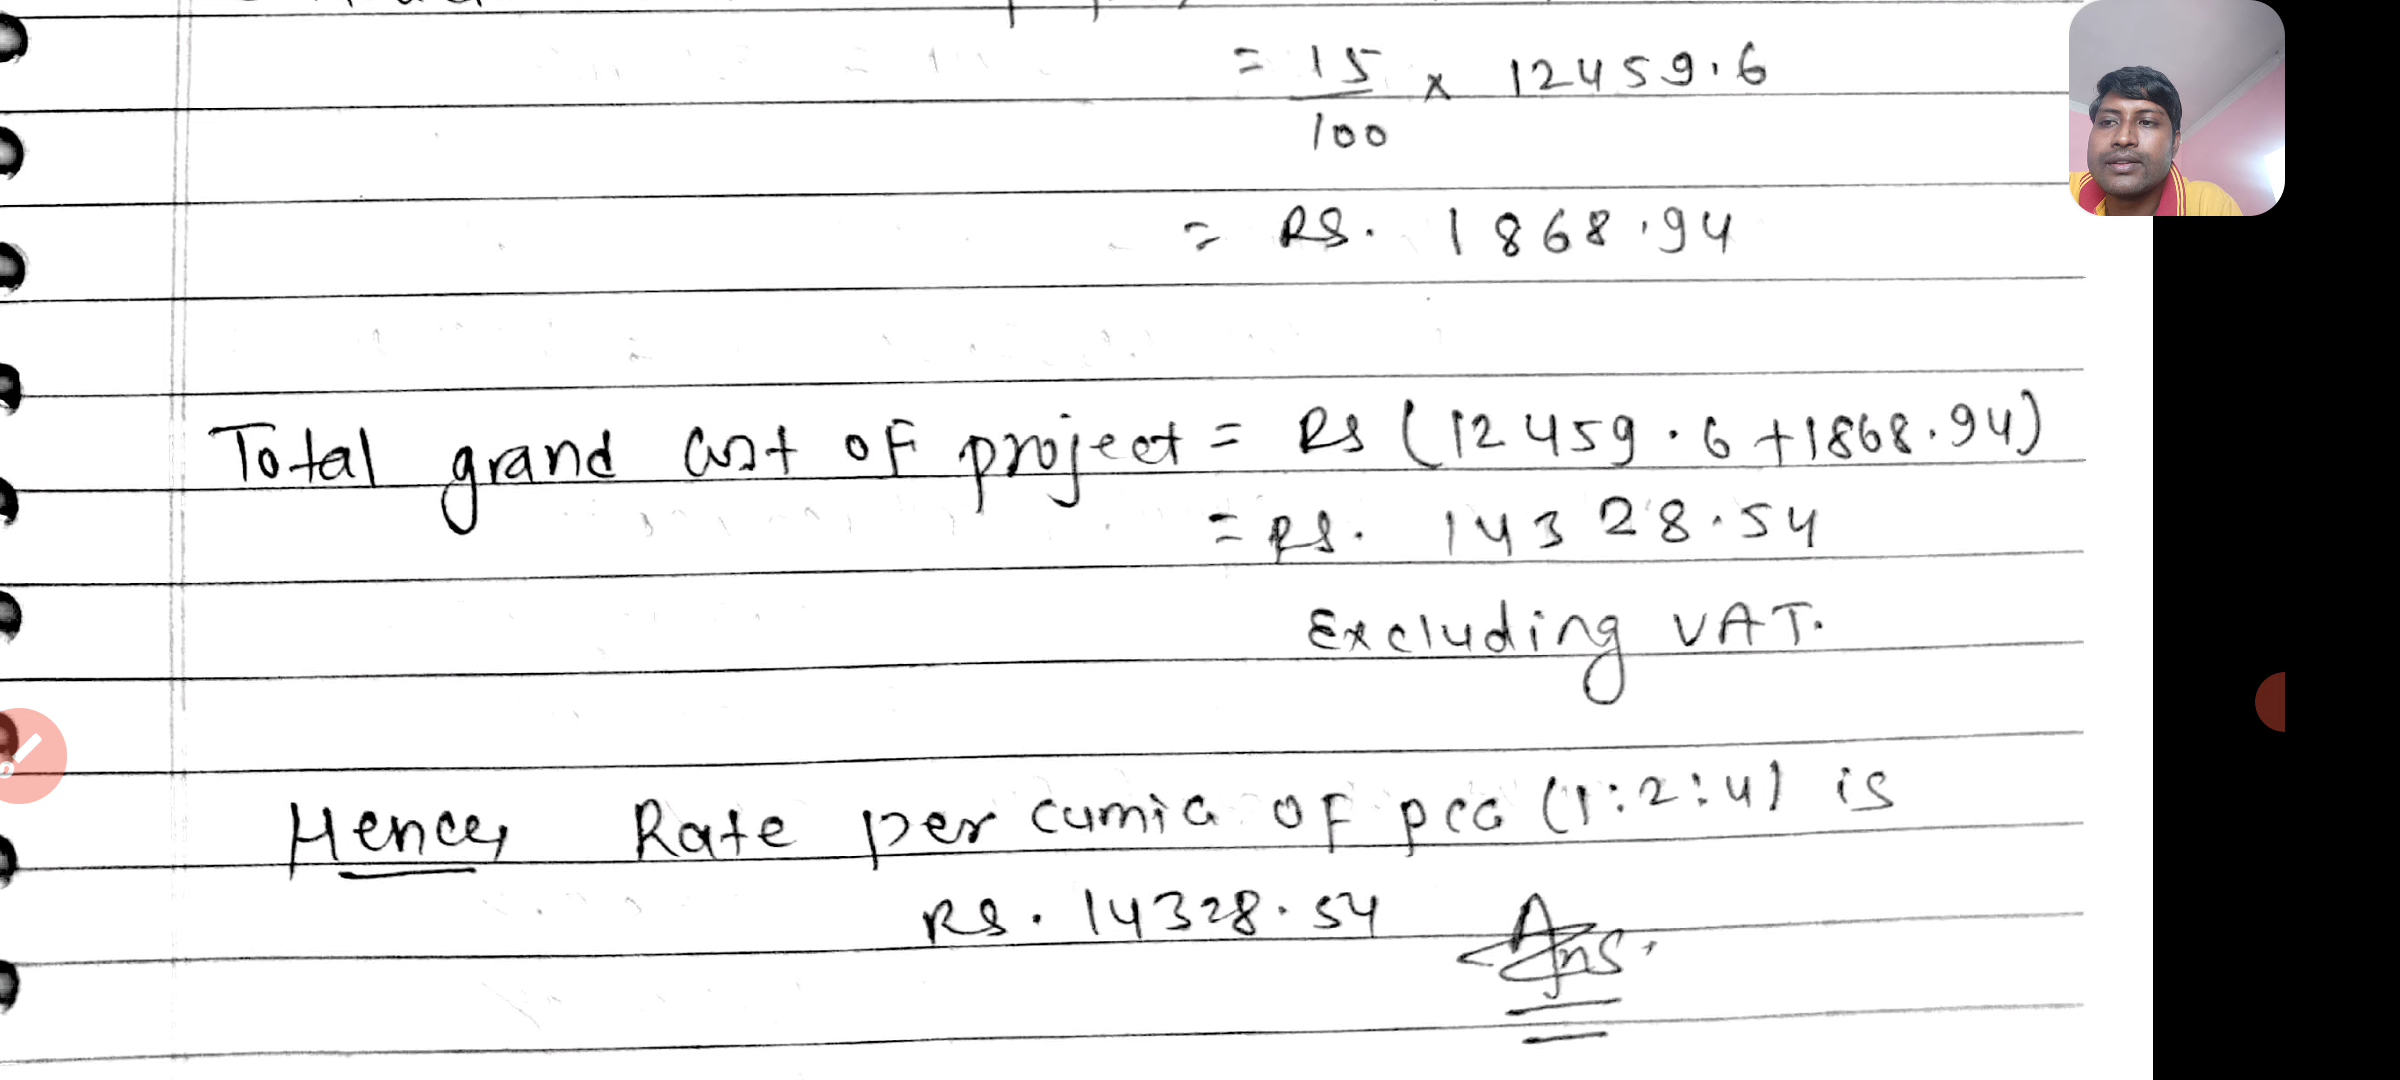 = 15/100 x 12459.6
= RS. 1868.94
Total grand cost of project = Rs (12459.6+1868.94)
= RS. 14328.54
Excluding VAT.
Hence, Rate per cumic of pcc (1:2:4) is
RS. 14328.54 Ans.